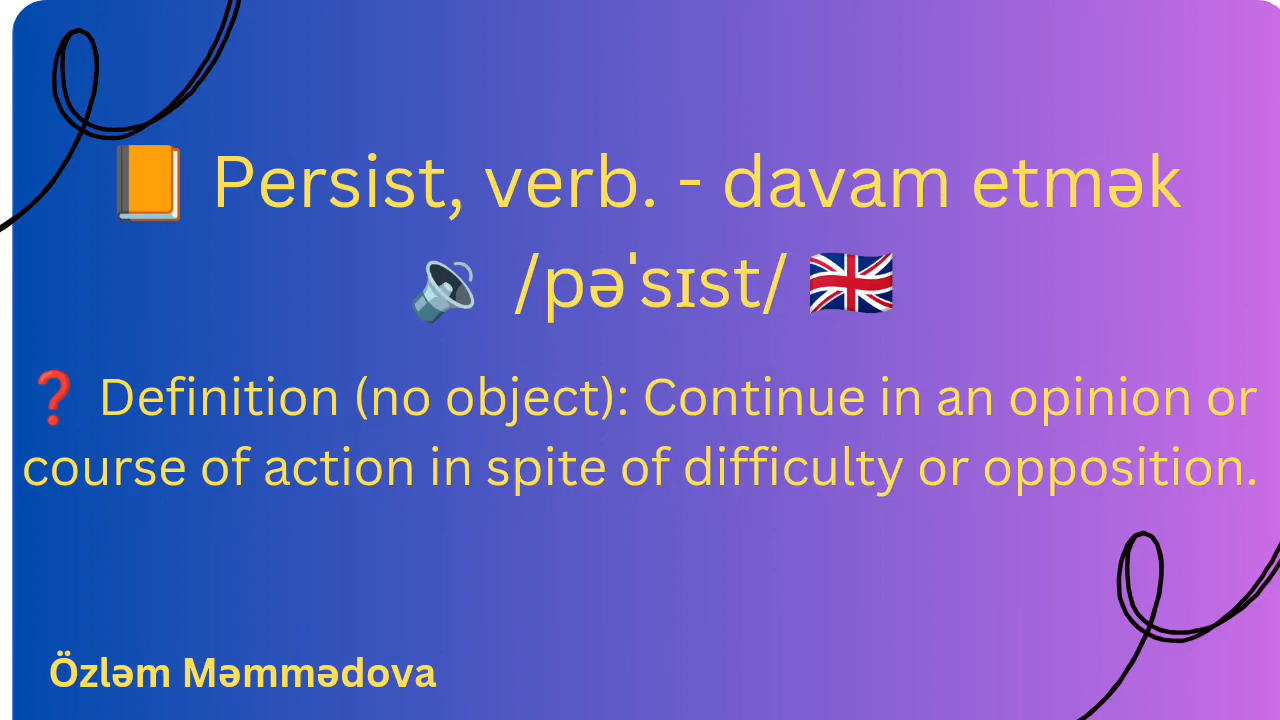 📙 Persist, verb. - davam etmək
🔉 /pəˈsɪst/ 🇬🇧
❓ Definition (no object): Continue in an opinion or
course of action in spite of difficulty or opposition.
Özləm Məmmədova